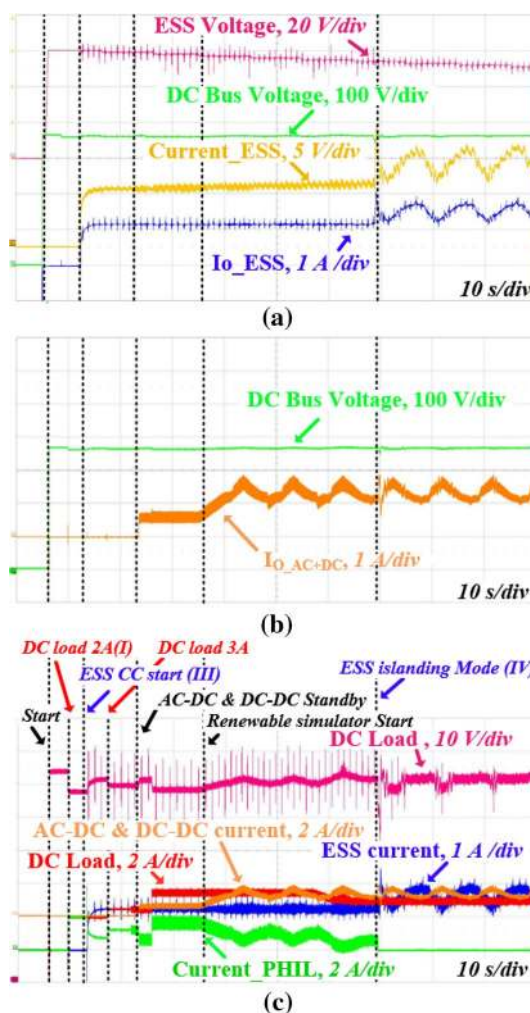 ESS Voltage, 20 V/div
DC Bus Voltage, 100 V/div
Current_ESS, 5 V/div
Io_ESS, 1 A /div
10 s/div
(a)
DC Bus Voltage, 100 V/div
IO_AC+DC, 1 A/div
10 s/div
(b)
DC load 2A(I)
DC load 3A
ESS CC start (III)
ESS islanding Mode (IV)
AC-DC & DC-DC Standby
Start
Renewable simulator Start
DC Load , 10 V/div
AC-DC & DC-DC current, 2 A/div
DC Load, 2 A/div
ESS current, 1 A /div
Current_PHIL, 2 A/div
10 s/div
(c)